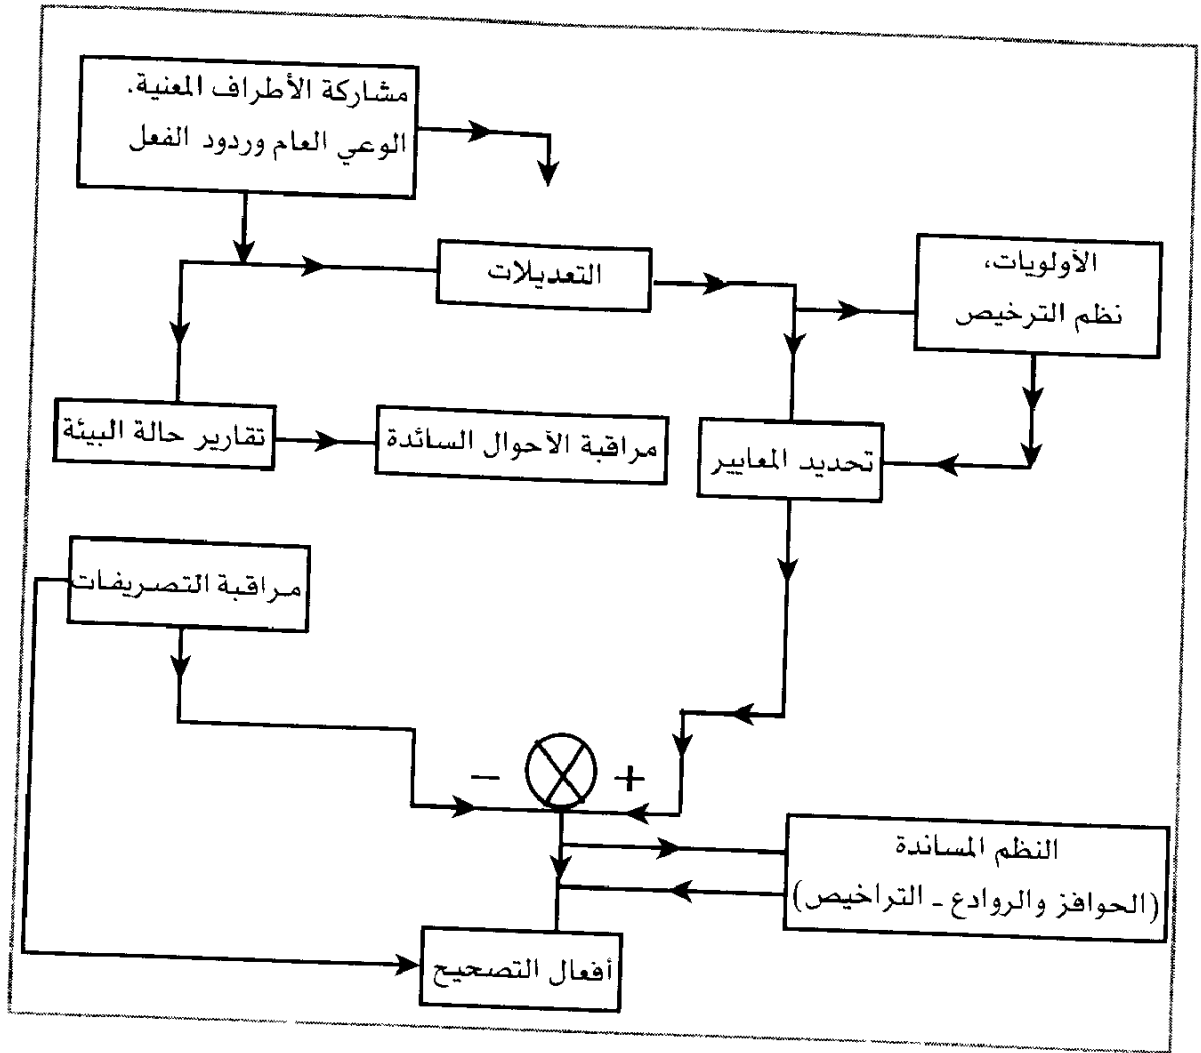 مشاركة الأطراف المعنية.
الوعي العام وردود الفعل
التعديلات
الأولويات،
نظم الترخيص
تقارير حالة البيئة
مراقبة الأحوال السائدة
تحديد المعايير
مراقبة التصريفات
− +
النظم المساندة
(الحوافز والروادع ـ التراخيص)
أفعال التصحيح